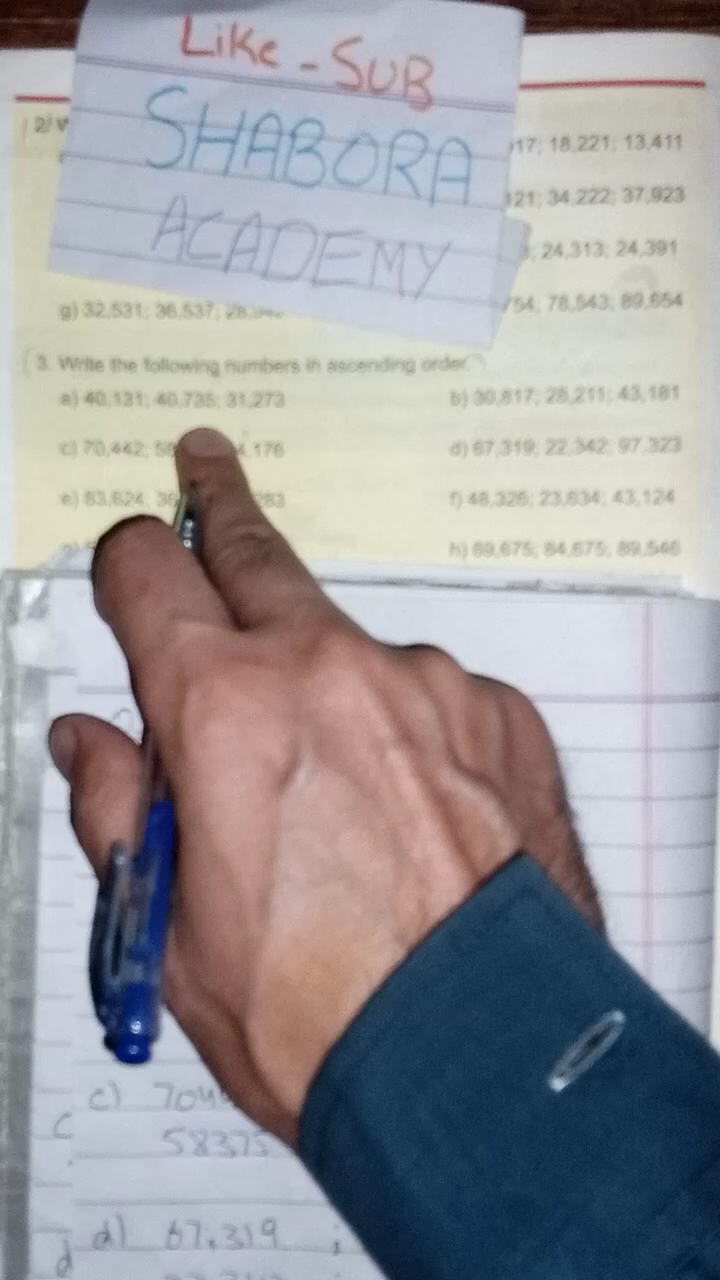 Like - SUB
SHABORA
ACADEMY
2/
17; 18,221; 13,411
121; 34,222; 37,923
24,313; 24,391
g) 32,531; 36,537;
754, 78,543; 89,654
3. Write the following numbers in ascending order.
a) 40,131; 40,735; 31,273
b) 30,817; 28,211; 43,181
c) 70,442; 176
d) 67,319; 22,342; 97,323
e) 63,624; 283
f) 48,326; 23,634; 43,124
h) 89,675; 84,675; 89,546
c) 704
58375
d) 67,319 ;